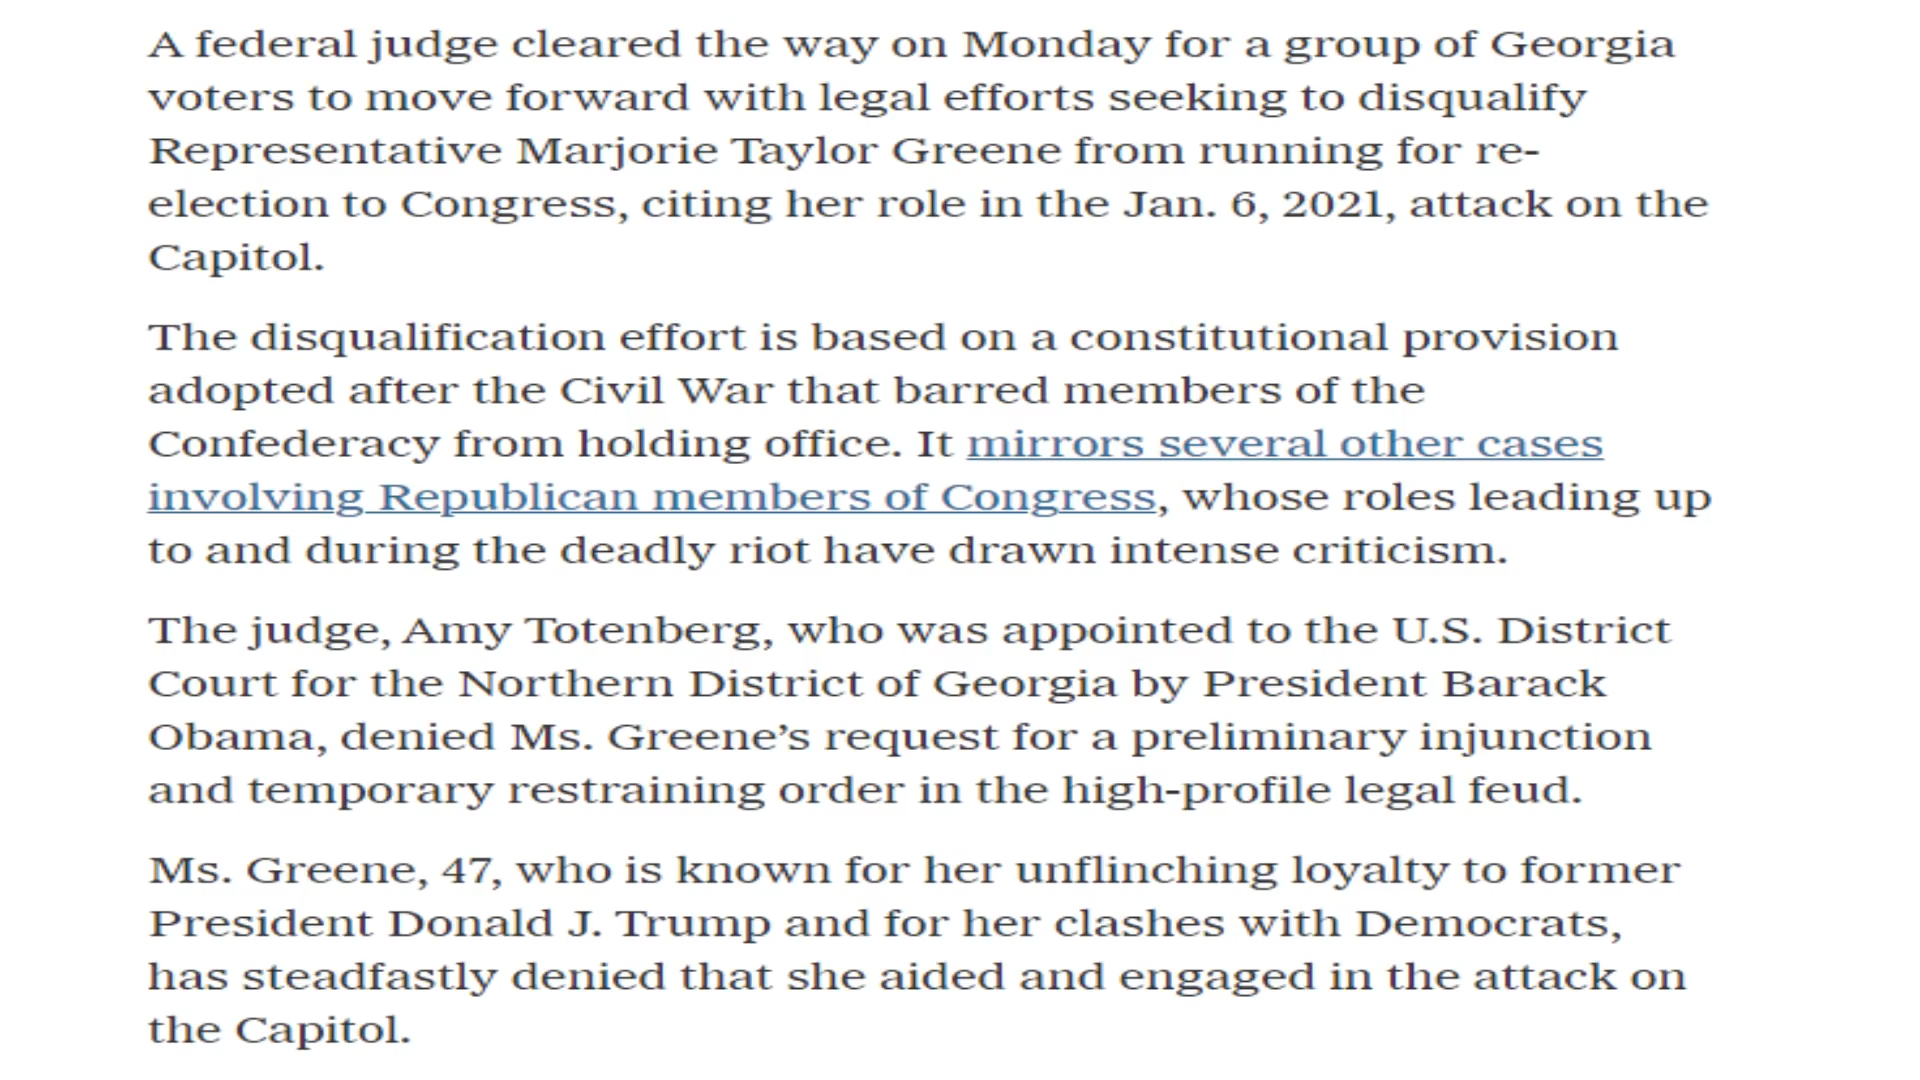 A federal judge cleared the way on Monday for a group of Georgia
voters to move forward with legal efforts seeking to disqualify
Representative Marjorie Taylor Greene from running for re-
election to Congress, citing her role in the Jan. 6, 2021, attack on the
Capitol.
The disqualification effort is based on a constitutional provision
adopted after the Civil War that barred members of the
Confederacy from holding office. It mirrors several other cases
involving Republican members of Congress, whose roles leading up
to and during the deadly riot have drawn intense criticism.
The judge, Amy Totenberg, who was appointed to the U.S. District
Court for the Northern District of Georgia by President Barack
Obama, denied Ms. Greene’s request for a preliminary injunction
and temporary restraining order in the high-profile legal feud.
Ms. Greene, 47, who is known for her unflinching loyalty to former
President Donald J. Trump and for her clashes with Democrats,
has steadfastly denied that she aided and engaged in the attack on
the Capitol.